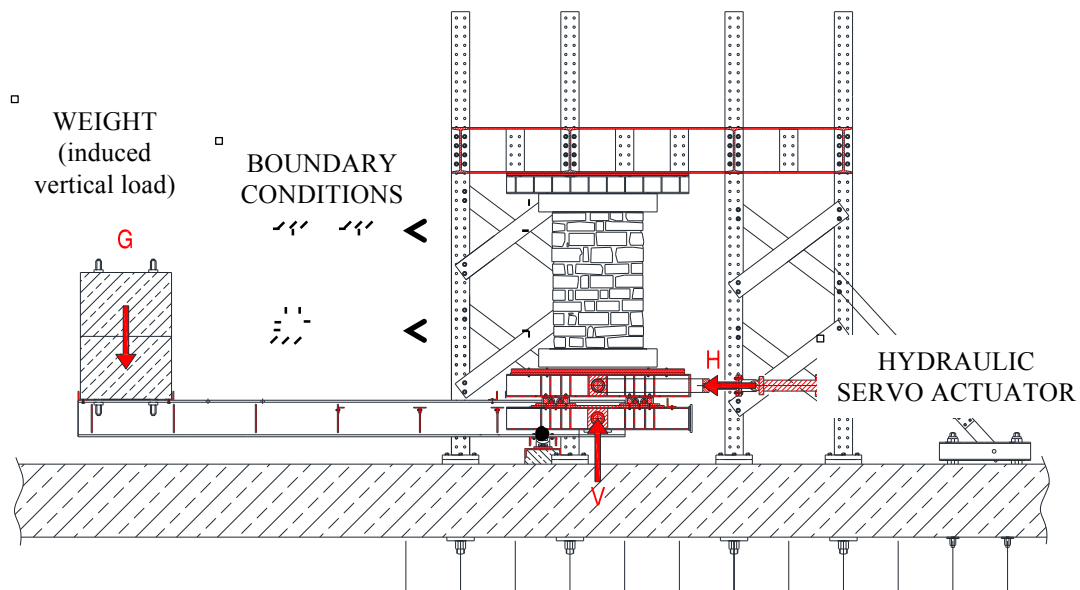 WEIGHT
(induced
vertical load)
BOUNDARY
CONDITIONS
G
H
HYDRAULIC
SERVO ACTUATOR
V